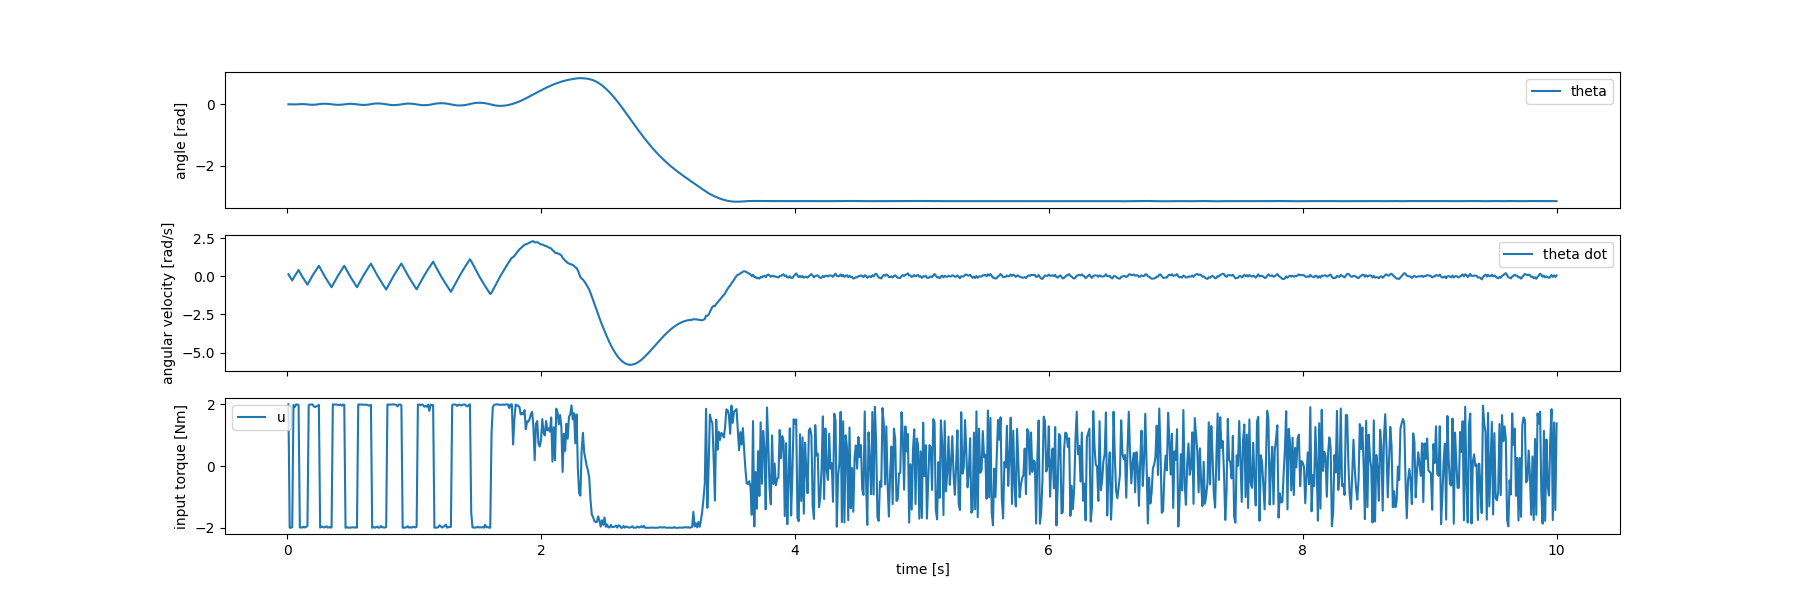 0
−2
angle [rad]
theta
2.5
0.0
−2.5
−5.0
angular velocity [rad/s]
theta dot
2
0
−2
input torque [Nm]
u
0 2 4 6 8 10
time [s]